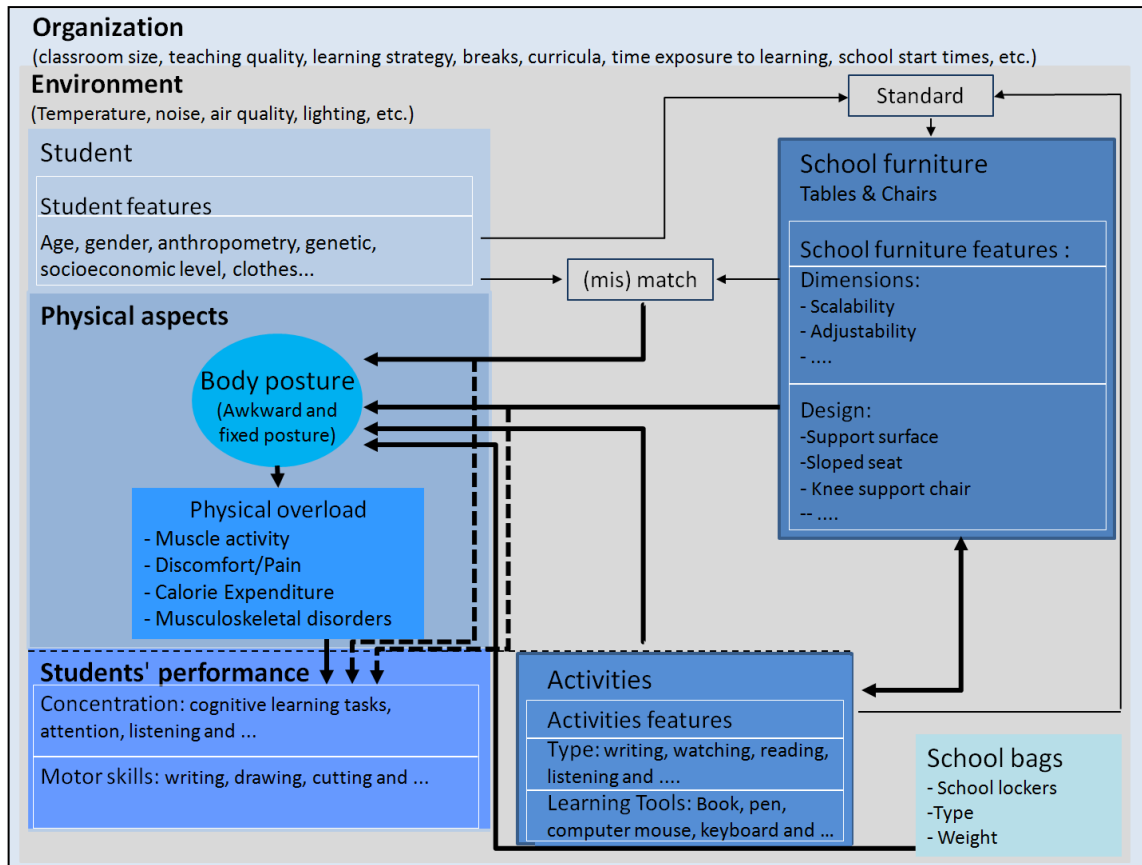 Organization
(classroom size, teaching quality, learning strategy, breaks, curricula, time exposure to learning, school start times, etc.)
Environment
(Temperature, noise, air quality, lighting, etc.)
Standard
Student
Student features
Age, gender, anthropometry, genetic,
socioeconomic level, clothes...
(mis) match
School furniture
Tables & Chairs
School furniture features :
Dimensions:
- Scalability
- Adjustability
- ....
Design:
-Support surface
-Sloped seat
- Knee support chair
-- ....
Physical aspects
Body posture
(Awkward and
fixed posture)
Physical overload
- Muscle activity
- Discomfort/Pain
- Calorie Expenditure
- Musculoskeletal disorders
Students' performance
Concentration: cognitive learning tasks,
attention, listening and ...
Motor skills: writing, drawing, cutting and ...
Activities
Activities features
Type: writing, watching, reading,
listening and ....
Learning Tools: Book, pen,
computer mouse, keyboard and ...
School bags
- School lockers
-Type
- Weight